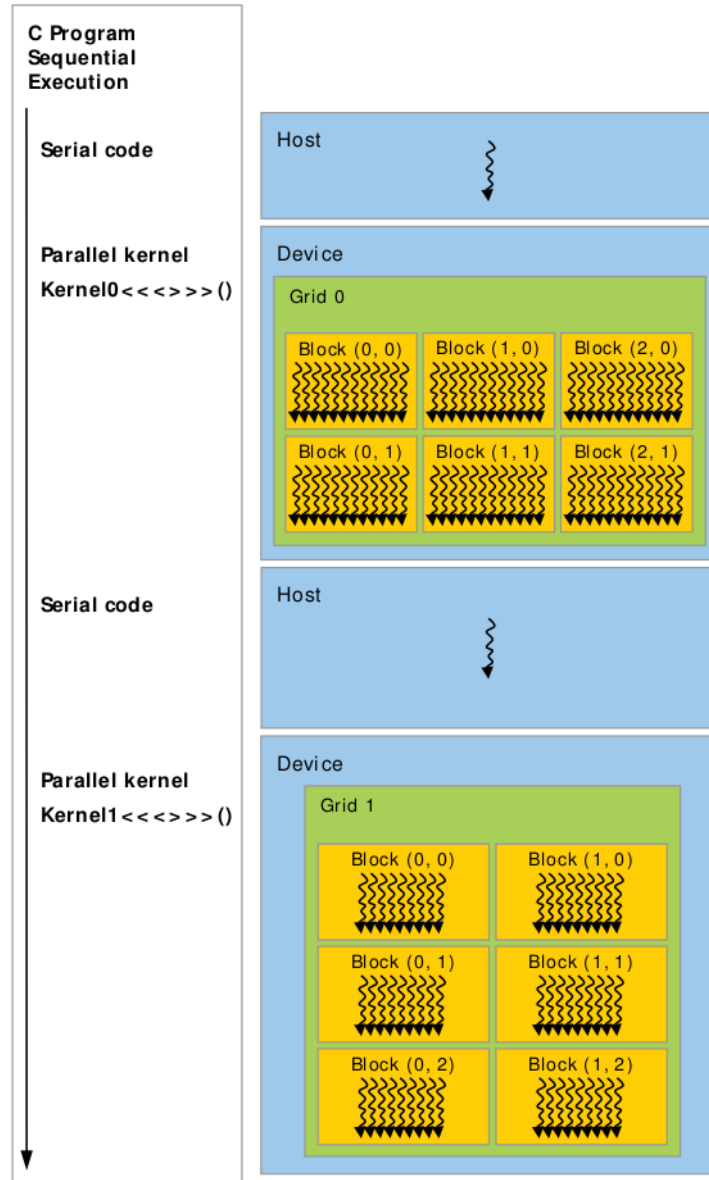 C Program
Sequential
Execution
Serial code
Host
Parallel kernel
Kernel0<<<>>>()
Device
Grid 0
Block (0, 0)
Block (1, 0)
Block (2, 0)
Block (0, 1)
Block (1, 1)
Block (2, 1)
Serial code
Host
Parallel kernel
Kernel1<<<>>>()
Device
Grid 1
Block (0, 0)
Block (1, 0)
Block (0, 1)
Block (1, 1)
Block (0, 2)
Block (1, 2)